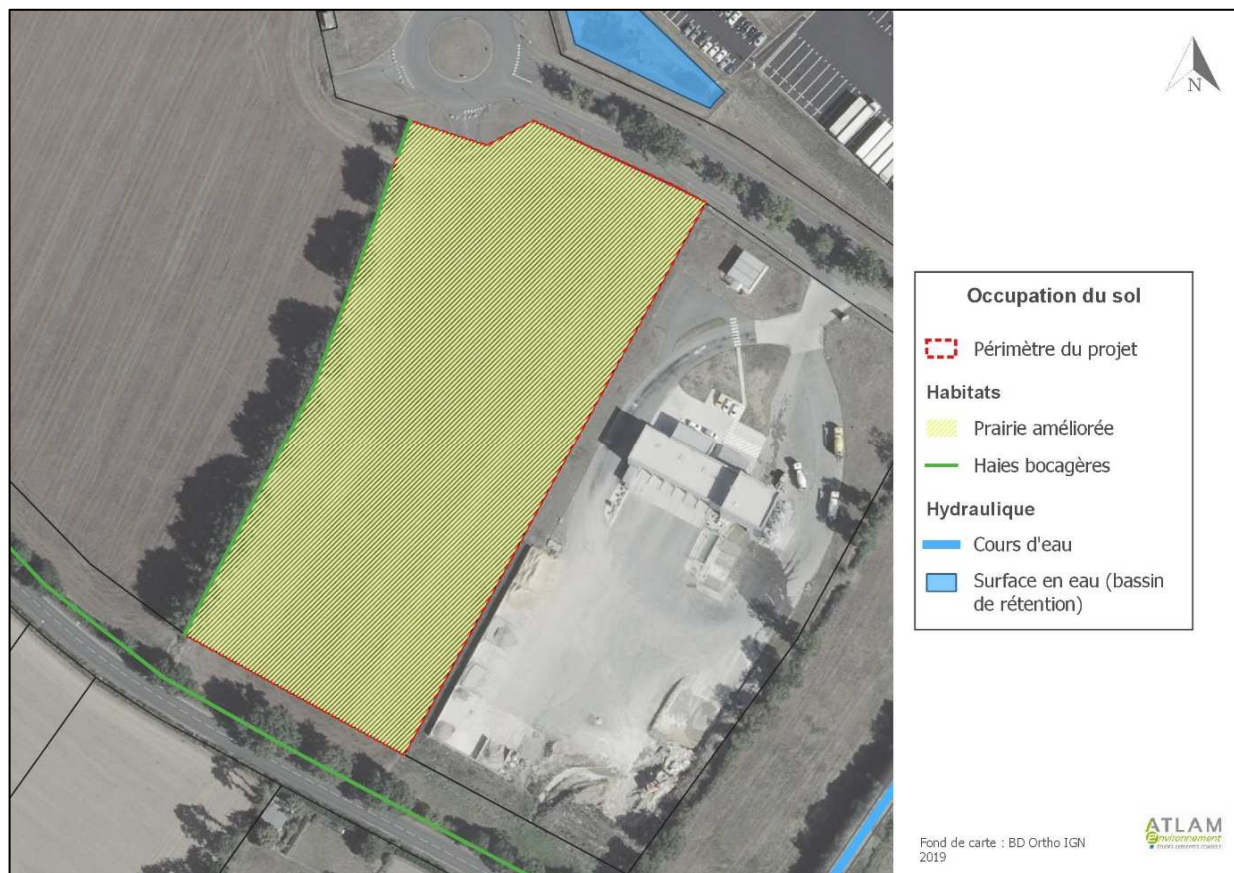 N
Occupation du sol
Périmètre du projet
Habitats
Prairie améliorée
Haies bocagères
Hydraulique
Cours d'eau
Surface en eau (bassin
de rétention)
Fond de carte : BD Ortho IGN
2019
ATLAM
environnement